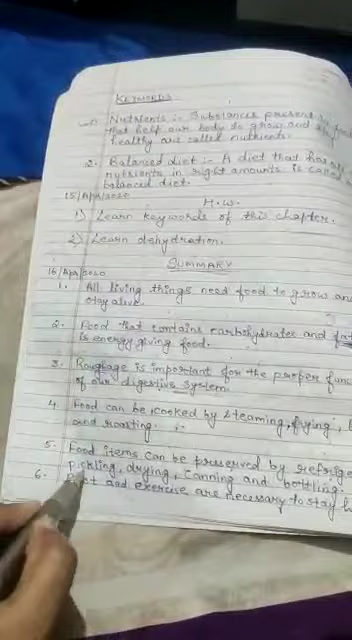 KEYWORDS
1. Nutrients :- Substances present in food
that help our body to grow and stay
healthy are called nutrients.
2. Balanced diet :- A diet that has all
nutrients in right amounts is called a
balanced diet.
15/Apr/2020
H.W.
1) Learn keywords of this chapter.
2) Learn dehydration.
SUMMARY
16/Apr/2020
1. All living things need food to grow and
stay alive.
2. Food that contains carbohydrates and fats
is energy giving food.
3. Roughage is important for the proper func
of our digestive system.
4. Food can be cooked by steaming, frying,
and roasting.
5. Food items can be preserved by refrige
pickling, drying, canning and bottling.
6. and exercise are necessary to stay h